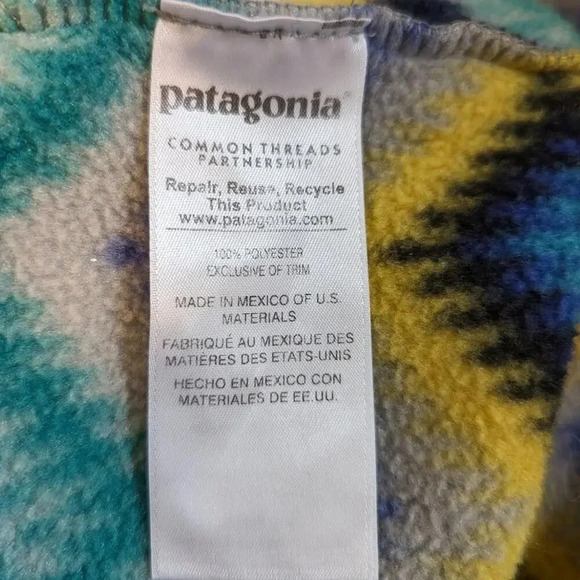 patagonia
COMMON THREADS
PARTNERSHIP
Repair, Reuse, Recycle
This Product
www.patagonia.com
100% POLYESTER
EXCLUSIVE OF TRIM
MADE IN MEXICO OF U.S.
MATERIALS
FABRIQUÉ AU MEXIQUE DES
MATIÈRES DES ETATS-UNIS
HECHO EN MEXICO CON
MATERIALES DE EE.UU.